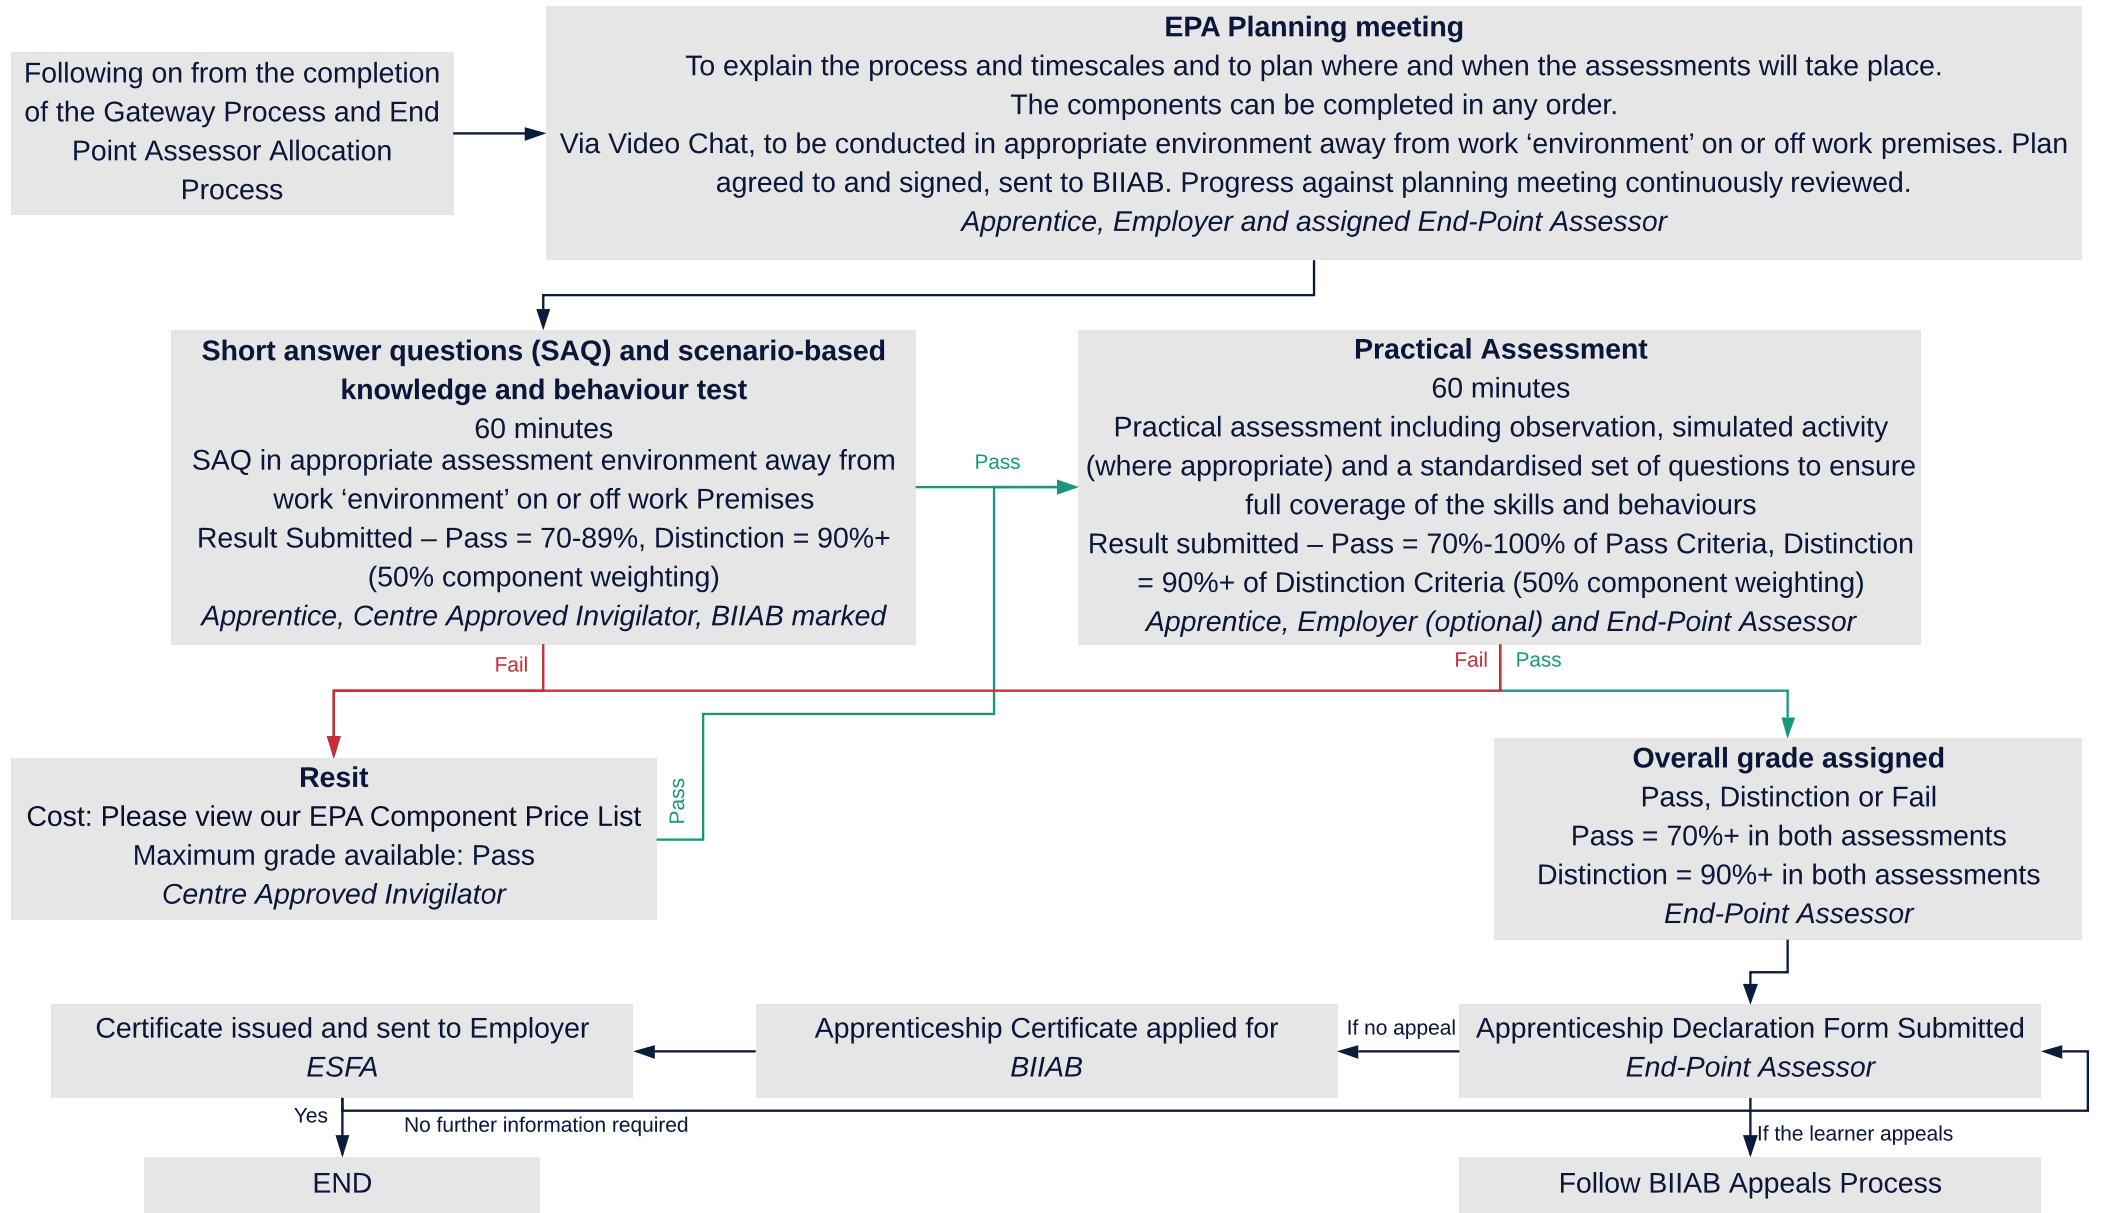 Following on from the completion
of the Gateway Process and End
Point Assessor Allocation
Process
EPA Planning meeting
To explain the process and timescales and to plan where and when the assessments will take place.
The components can be completed in any order.
Via Video Chat, to be conducted in appropriate environment away from work ‘environment’ on or off work premises. Plan
agreed to and signed, sent to BIIAB. Progress against planning meeting continuously reviewed.
Apprentice, Employer and assigned End-Point Assessor
Short answer questions (SAQ) and scenario-based
knowledge and behaviour test
60 minutes
SAQ in appropriate assessment environment away from
work ‘environment’ on or off work Premises
Result Submitted – Pass = 70-89%, Distinction = 90%+
(50% component weighting)
Apprentice, Centre Approved Invigilator, BIIAB marked
Pass
Practical Assessment
60 minutes
Practical assessment including observation, simulated activity
(where appropriate) and a standardised set of questions to ensure
full coverage of the skills and behaviours
Result submitted – Pass = 70%-100% of Pass Criteria, Distinction
= 90%+ of Distinction Criteria (50% component weighting)
Apprentice, Employer (optional) and End-Point Assessor
Fail
Fail
Pass
Resit
Cost: Please view our EPA Component Price List
Maximum grade available: Pass
Centre Approved Invigilator
Pass
Overall grade assigned
Pass, Distinction or Fail
Pass = 70%+ in both assessments
Distinction = 90%+ in both assessments
End-Point Assessor
Certificate issued and sent to Employer
ESFA
Apprenticeship Certificate applied for
BIIAB
If no appeal
Apprenticeship Declaration Form Submitted
End-Point Assessor
Yes
No further information required
If the learner appeals
END
Follow BIIAB Appeals Process